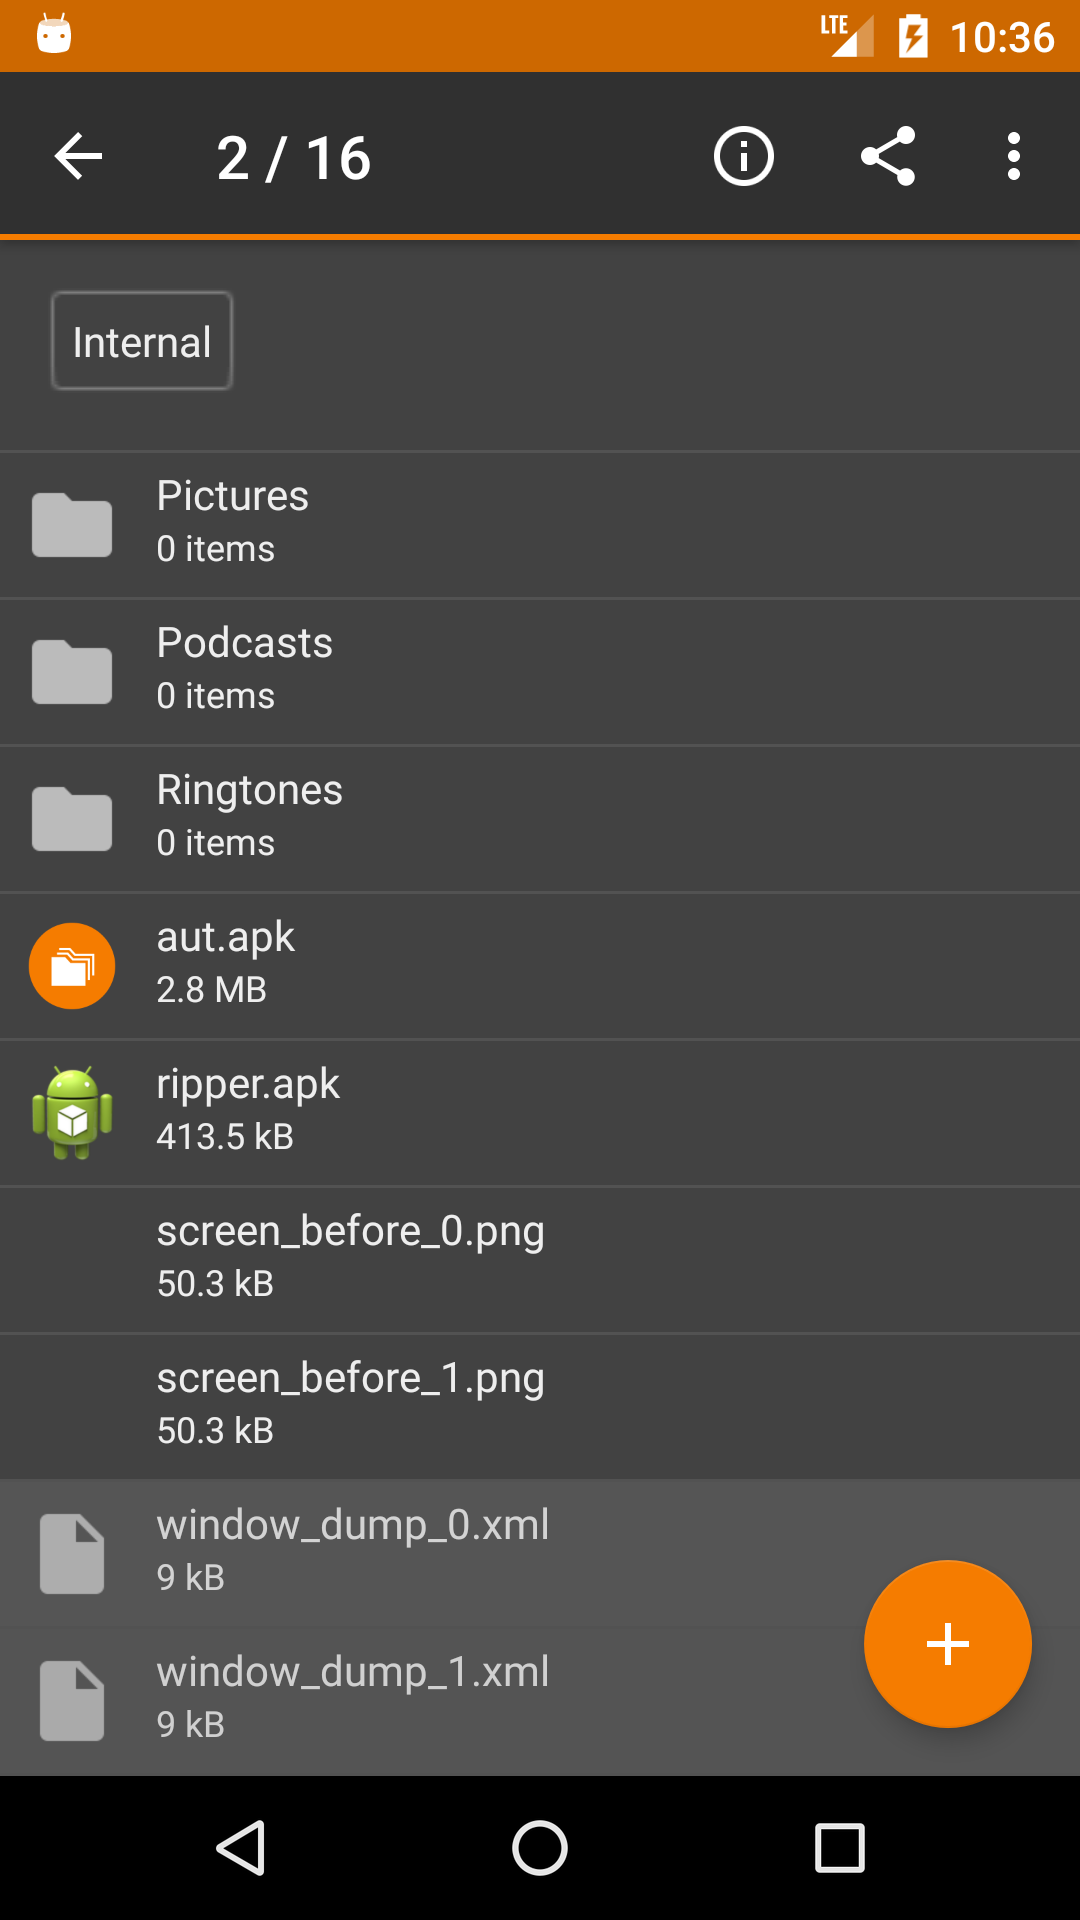 LTE 10:36
2 / 16
Internal
Pictures
0 items
Podcasts
0 items
Ringtones
0 items
aut.apk
2.8 MB
ripper.apk
413.5 kB
screen_before_0.png
50.3 kB
screen_before_1.png
50.3 kB
window_dump_0.xml
9 kB
window_dump_1.xml
9 kB